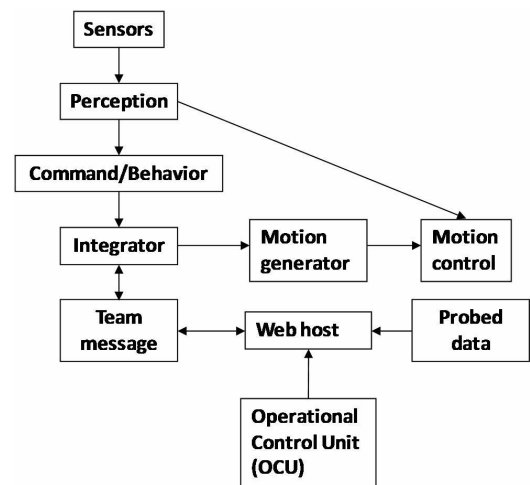 Sensors
Perception
Command/Behavior
Integrator
Motion
generator
Motion
control
Team
message
Web host
Probed
data
Operational
Control Unit
(OCU)